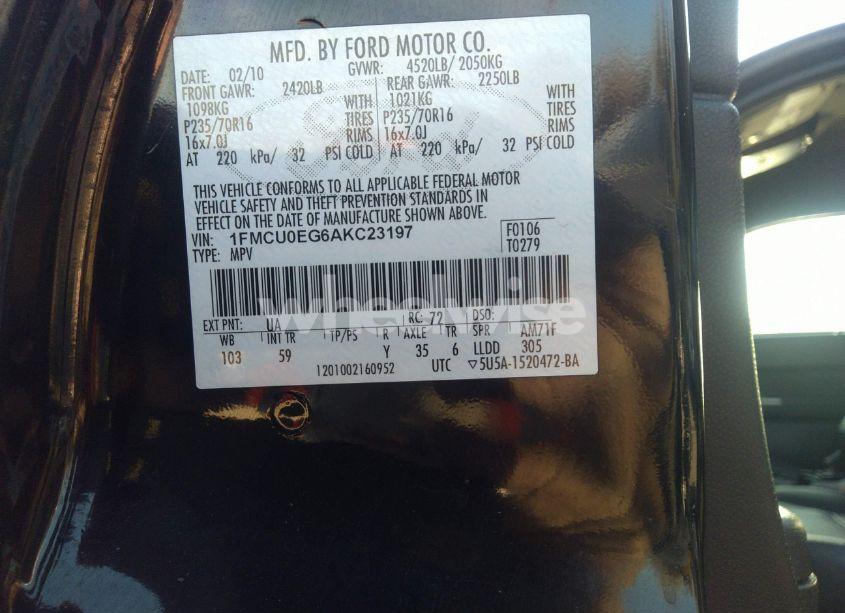 MFD. BY FORD MOTOR CO.
DATE: 02/10 GVWR: 4520LB/ 2050KG
FRONT GAWR: 2420LB REAR GAWR: 2250LB
1098KG WITH 1021KG WITH
P235/70R16 TIRES P235/70R16 TIRES
16x7.0J RIMS 16x7.0J RIMS
AT 220 kPa/ 32 PSI COLD AT 220 kPa/ 32 PSI COLD
THIS VEHICLE CONFORMS TO ALL APPLICABLE FEDERAL MOTOR
VEHICLE SAFETY AND THEFT PREVENTION STANDARDS IN
EFFECT ON THE DATE OF MANUFACTURE SHOWN ABOVE.
VIN: 1FMCU0EG6AKC23197 F0106
TYPE: MPV T0279
wheelwise
EXT PNT: UA RC: 72 DSO:
WB INT TR TP/PS R AXLE TR SPR AM71F
103 59 Y 35 6 LLDD 305
1201002160952 UTC ▽5U5A-1520472-BA